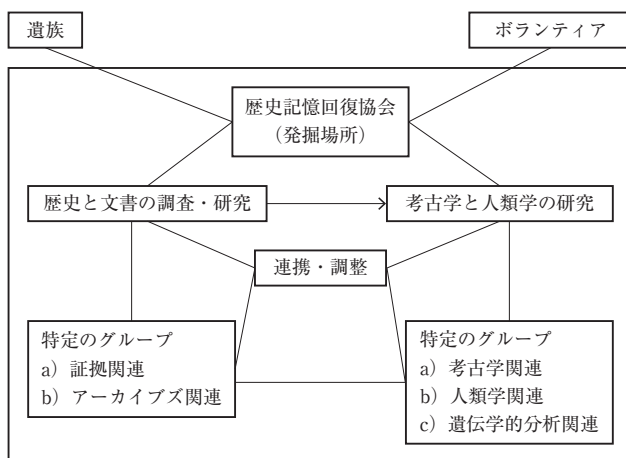 遺族
ボランティア
歴史記憶回復協会
（発掘場所）
歴史と文書の調査・研究
考古学と人類学の研究
連携・調整
特定のグループ
a）証拠関連
b）アーカイブズ関連
特定のグループ
a）考古学関連
b）人類学関連
c）遺伝学的分析関連